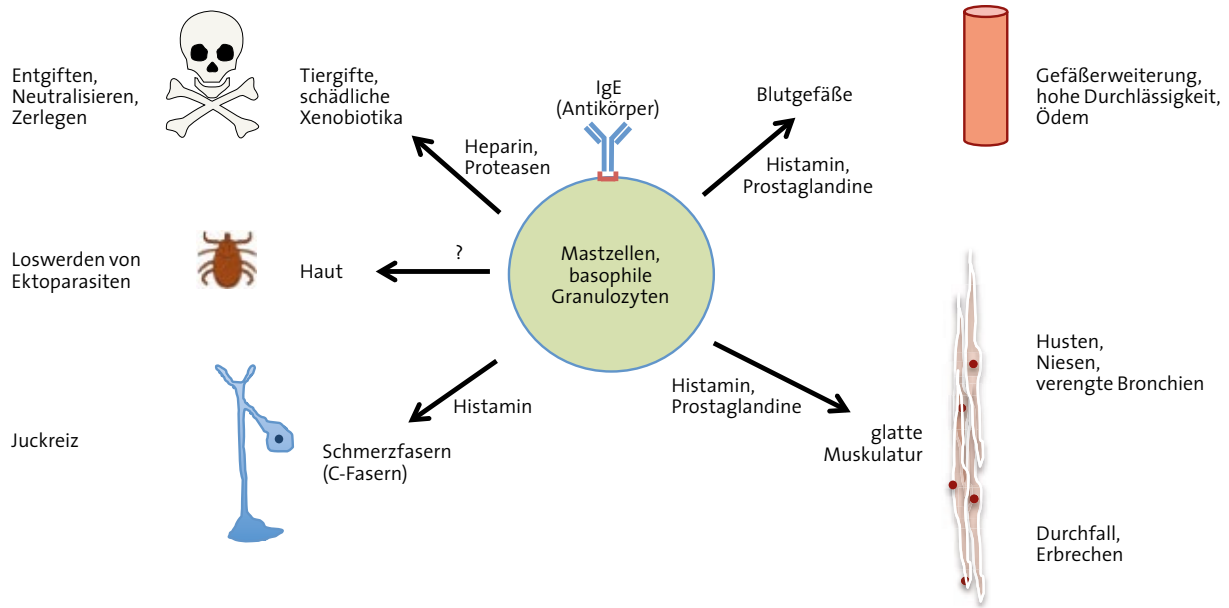 Entgiften,
Neutralisieren,
Zerlegen
Tiergifte,
schädliche
Xenobiotika
Heparin,
Proteasen
IgE
(Antikörper)
Blutgefäße
Histamin,
Prostaglandine
Gefäßerweiterung,
hohe Durchlässigkeit,
Ödem
Loswerden von
Ektoparasiten
Haut
?
Mastzellen,
basophile
Granulozyten
Juckreiz
Schmerzfasern
(C-Fasern)
Histamin
Histamin,
Prostaglandine
glatte
Muskulatur
Husten,
Niesen,
verengte Bronchien
Durchfall,
Erbrechen